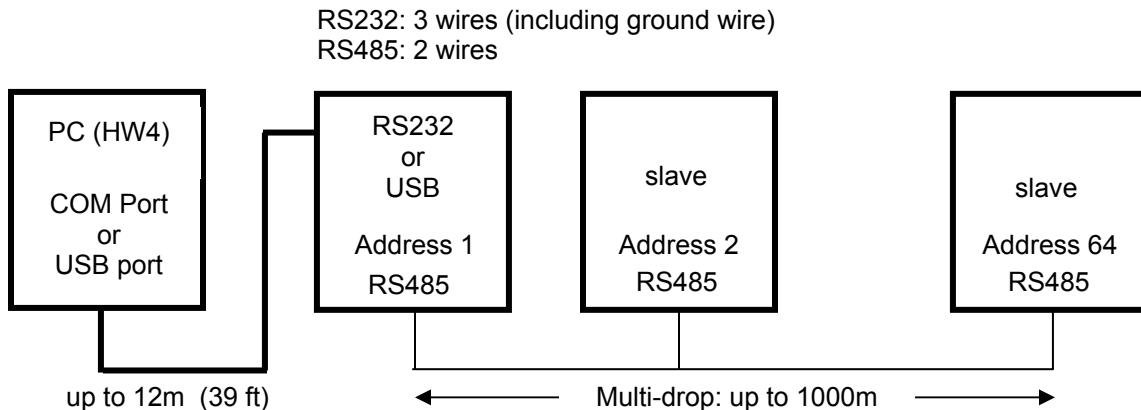 RS232: 3 wires (including ground wire)
RS485: 2 wires
PC (HW4)
COM Port
or
USB port
RS232
or
USB
Address 1
RS485
slave
Address 2
RS485
slave
Address 64
RS485
up to 12m (39 ft)
Multi-drop: up to 1000m